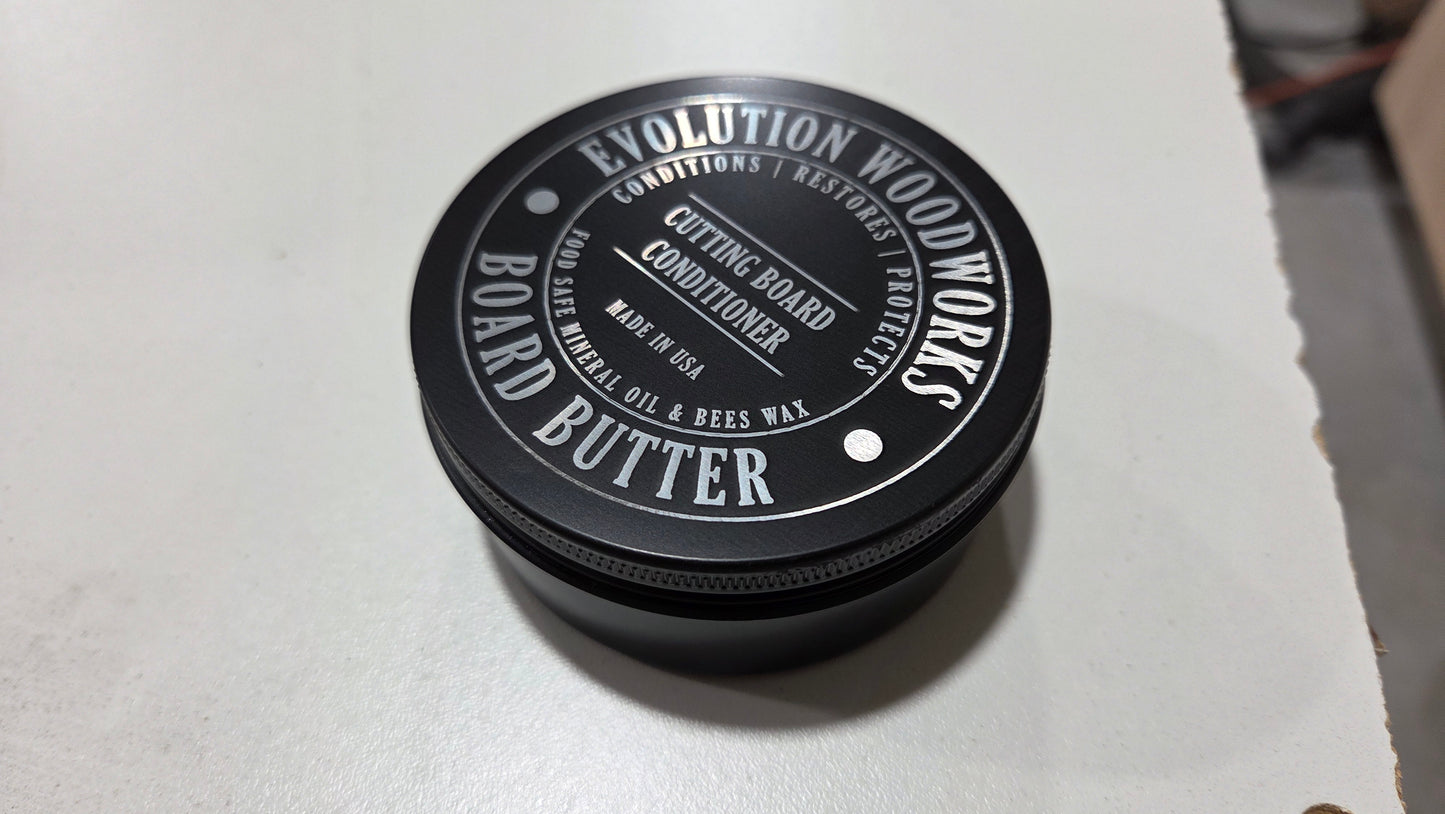 EVOLUTION WOODWORKS
CONDITIONS | RESTORES | PROTECTS
CUTTING BOARD
CONDITIONER
MADE IN USA
FOOD SAFE MINERAL OIL & BEES WAX
BOARD BUTTER